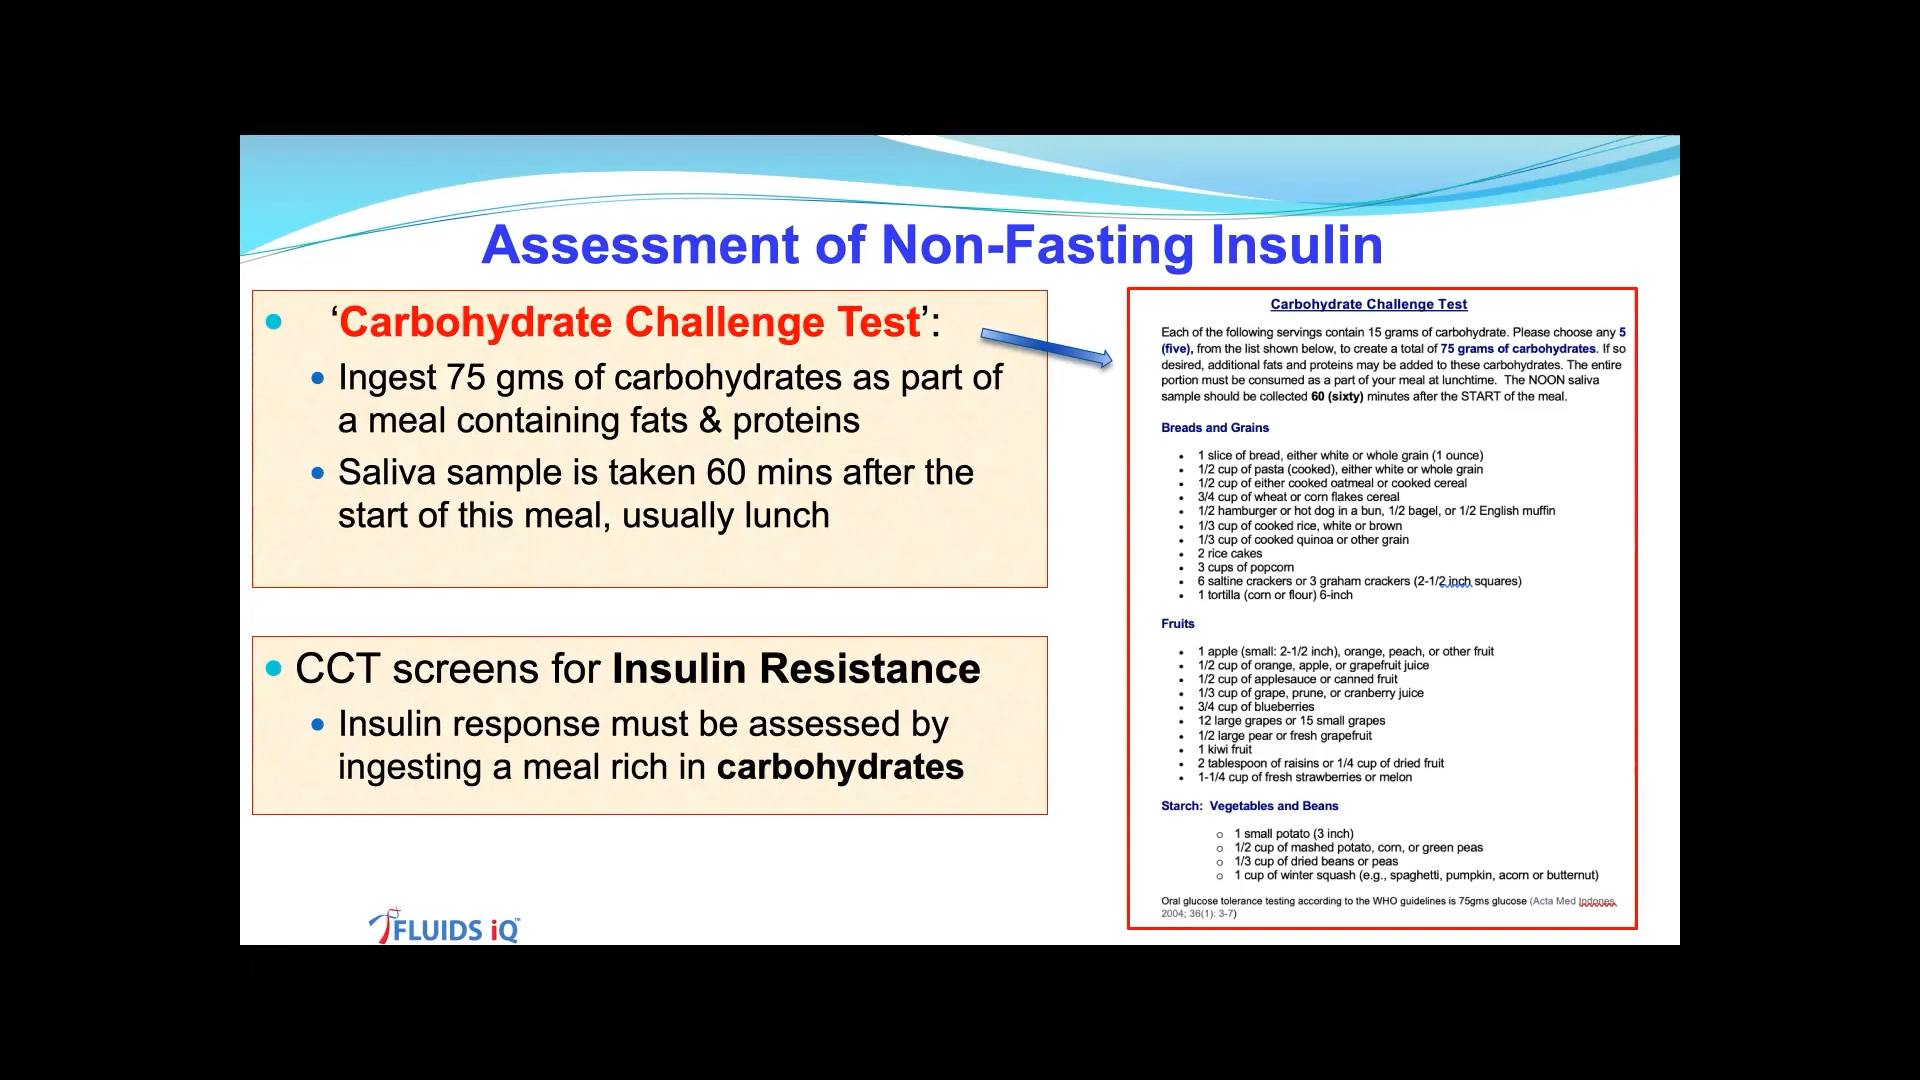 Assessment of Non-Fasting Insulin
• ‘Carbohydrate Challenge Test’:
• Ingest 75 gms of carbohydrates as part of
a meal containing fats & proteins
• Saliva sample is taken 60 mins after the
start of this meal, usually lunch
• CCT screens for Insulin Resistance
• Insulin response must be assessed by
ingesting a meal rich in carbohydrates
FLUIDS iQ™
Carbohydrate Challenge Test
Each of the following servings contain 15 grams of carbohydrate. Please choose any 5
(five), from the list shown below, to create a total of 75 grams of carbohydrates. If so
desired, additional fats and proteins may be added to these carbohydrates. The entire
portion must be consumed as a part of your meal at lunchtime. The NOON saliva
sample should be collected 60 (sixty) minutes after the START of the meal.
Breads and Grains
• 1 slice of bread, either white or whole grain (1 ounce)
• 1/2 cup of pasta (cooked), either white or whole grain
• 1/2 cup of either cooked oatmeal or cooked cereal
• 3/4 cup of wheat or corn flakes cereal
• 1/2 hamburger or hot dog in a bun, 1/2 bagel, or 1/2 English muffin
• 1/3 cup of cooked rice, white or brown
• 1/3 cup of cooked quinoa or other grain
• 2 rice cakes
• 3 cups of popcorn
• 6 saltine crackers or 3 graham crackers (2-1/2 inch squares)
• 1 tortilla (corn or flour) 6-inch
Fruits
• 1 apple (small: 2-1/2 inch), orange, peach, or other fruit
• 1/2 cup of orange, apple, or grapefruit juice
• 1/2 cup of applesauce or canned fruit
• 1/3 cup of grape, prune, or cranberry juice
• 3/4 cup of blueberries
• 12 large grapes or 15 small grapes
• 1/2 large pear or fresh grapefruit
• 1 kiwi fruit
• 2 tablespoon of raisins or 1/4 cup of dried fruit
• 1-1/4 cup of fresh strawberries or melon
Starch: Vegetables and Beans
○ 1 small potato (3 inch)
○ 1/2 cup of mashed potato, corn, or green peas
○ 1/3 cup of dried beans or peas
○ 1 cup of winter squash (e.g., spaghetti, pumpkin, acorn or butternut)
Oral glucose tolerance testing according to the WHO guidelines is 75gms glucose (Acta Med Indones.
2004; 36(1): 3-7)